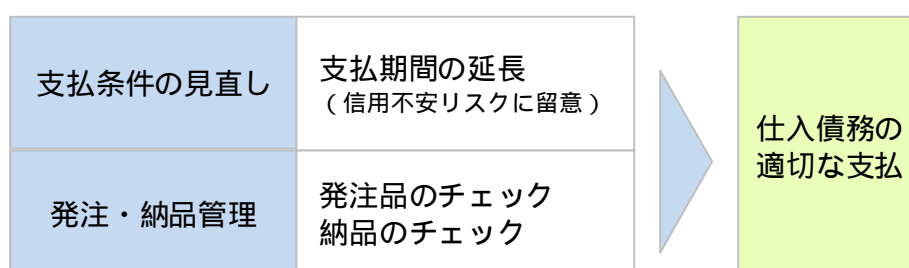 支払条件の見直し
支払期間の延長
（信用不安リスクに留意）
発注・納品管理
発注品のチェック
納品のチェック
仕入債務の
適切な支払